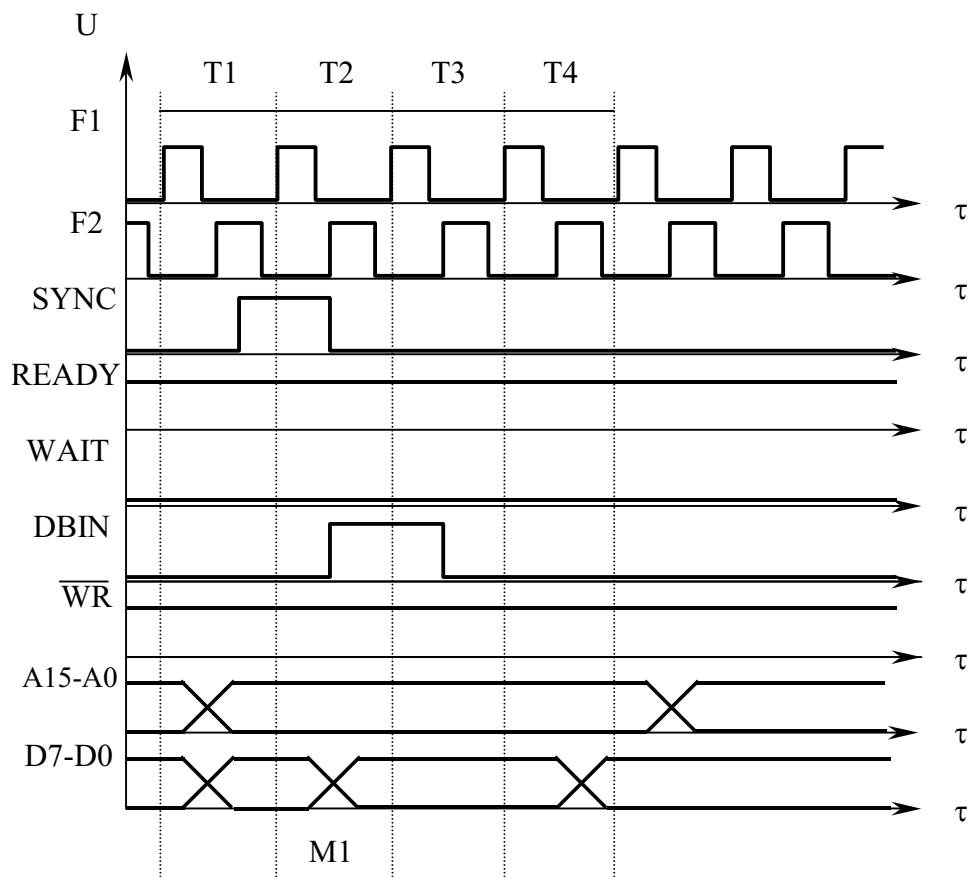 U
T1 T2 T3 T4
F1
τ
F2
τ
SYNC
τ
READY
τ
WAIT
τ
DBIN
τ
WR
τ
A15-A0
τ
D7-D0
τ
M1